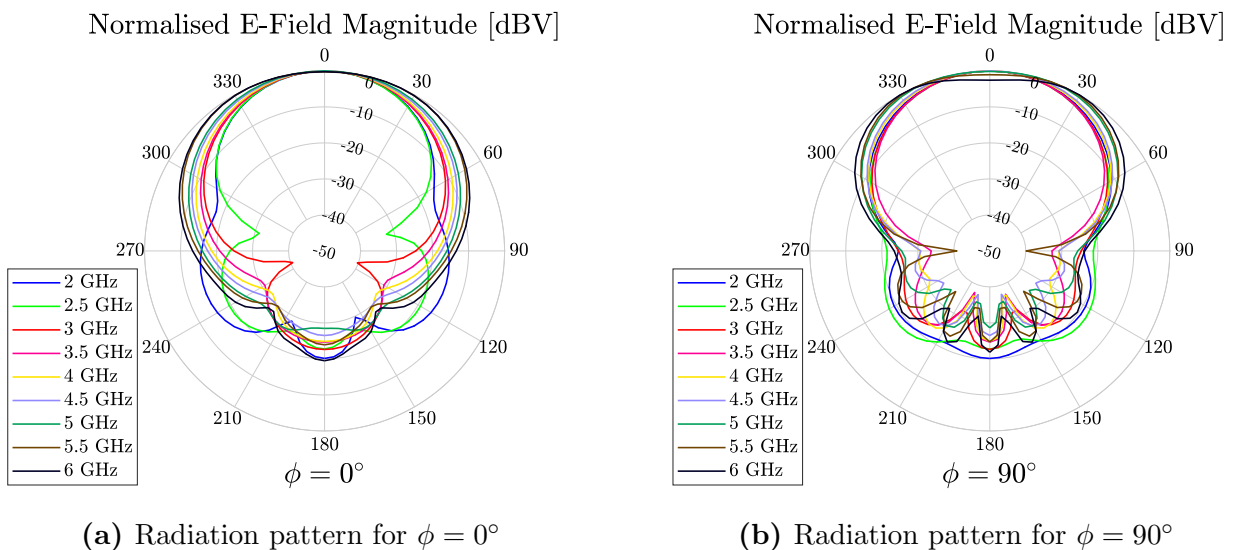 Normalised E-Field Magnitude [dBV]
0
30
60
90
120
150
180
210
240
270
300
330
0
-10
-20
-30
-40
-50
2 GHz
2.5 GHz
3 GHz
3.5 GHz
4 GHz
4.5 GHz
5 GHz
5.5 GHz
6 GHz
ϕ = 0°
(a) Radiation pattern for ϕ = 0°
Normalised E-Field Magnitude [dBV]
0
30
60
90
120
150
180
210
240
270
300
330
0
-10
-20
-30
-40
-50
2 GHz
2.5 GHz
3 GHz
3.5 GHz
4 GHz
4.5 GHz
5 GHz
5.5 GHz
6 GHz
ϕ = 90°
(b) Radiation pattern for ϕ = 90°